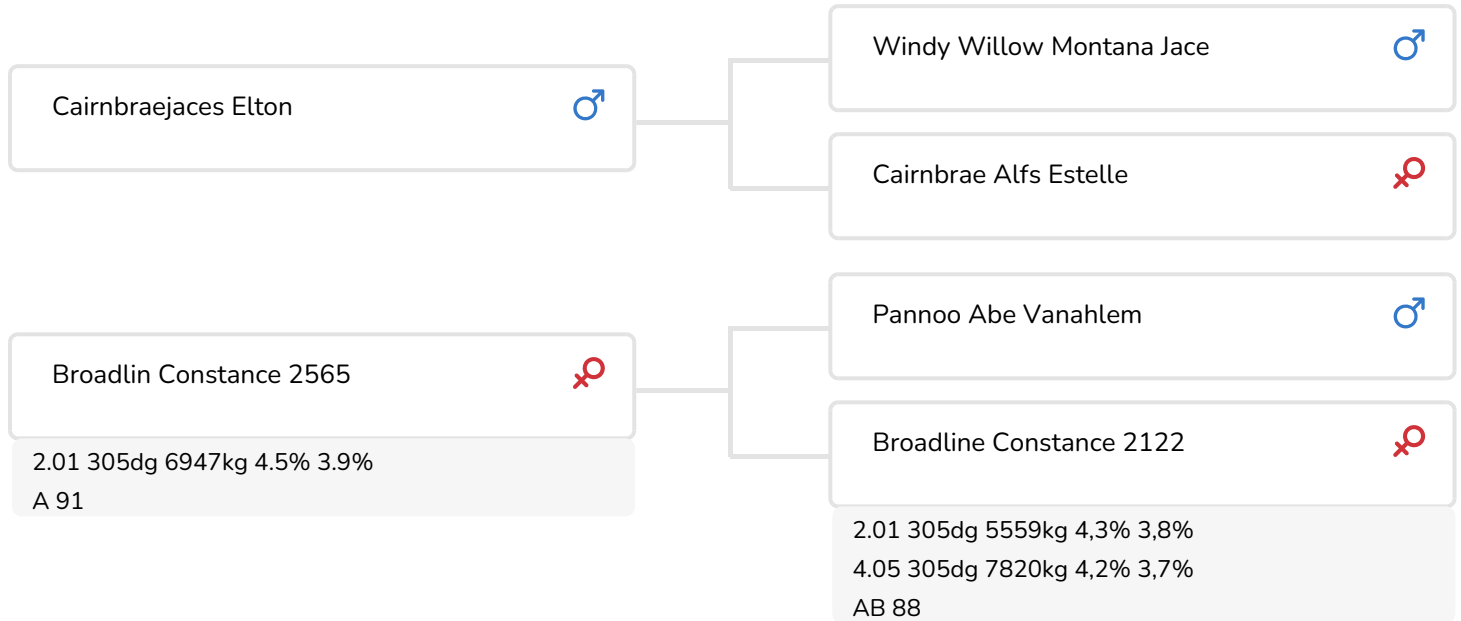 Windy Willow Montana Jace
Cairnbraejaces Elton
Cairnbrae Alfs Estelle
Pannoo Abe Vanahlem
Broadlin Constance 2565
2.01 305dg 6947kg 4.5% 3.9%
A 91
Broadline Constance 2122
2.01 305dg 5559kg 4,3% 3,8%
4.05 305dg 7820kg 4,2% 3,7%
AB 88